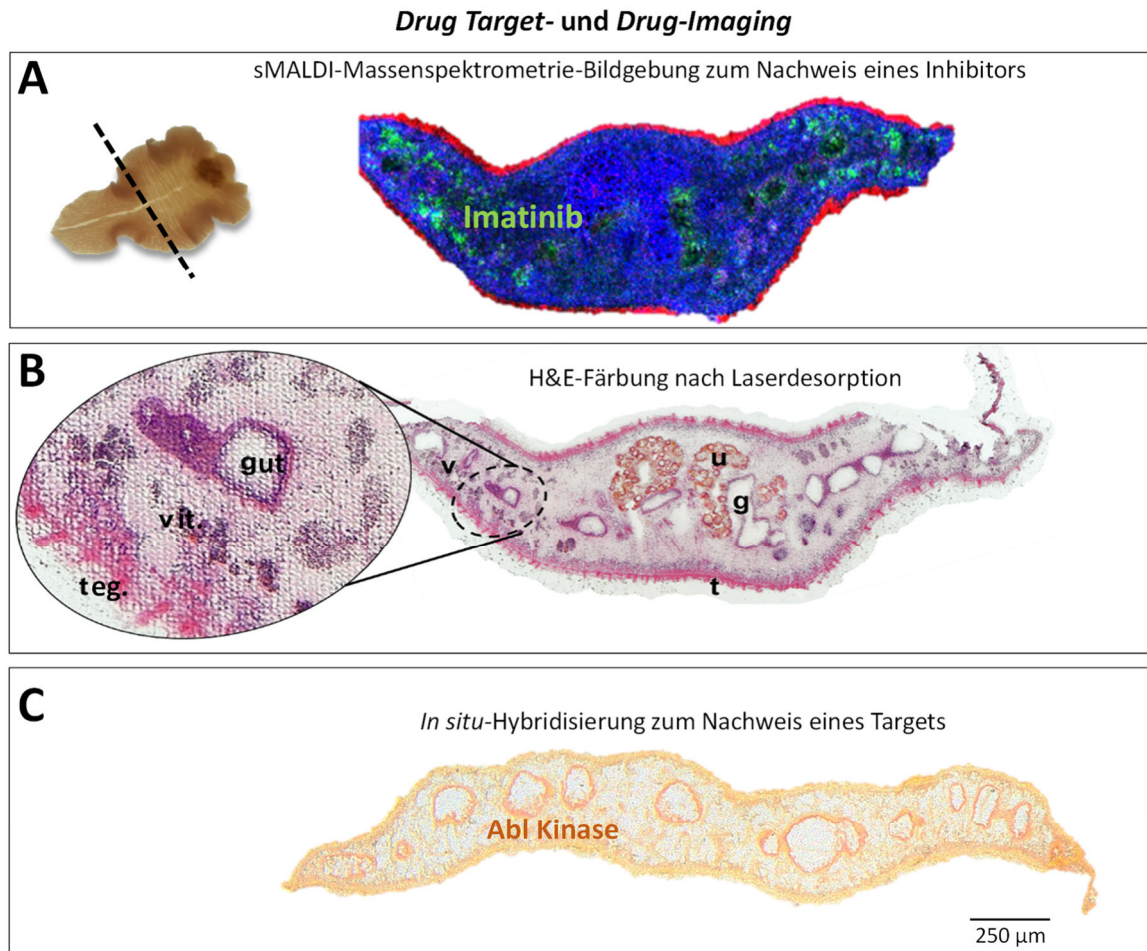 Drug Target- und Drug-Imaging
A
sMALDI-Massenspektrometrie-Bildgebung zum Nachweis eines Inhibitors
Imatinib
B
H&E-Färbung nach Laserdesorption
gut
vit.
teg.
v
u
g
t
C
In situ-Hybridisierung zum Nachweis eines Targets
Abl Kinase
250 µm